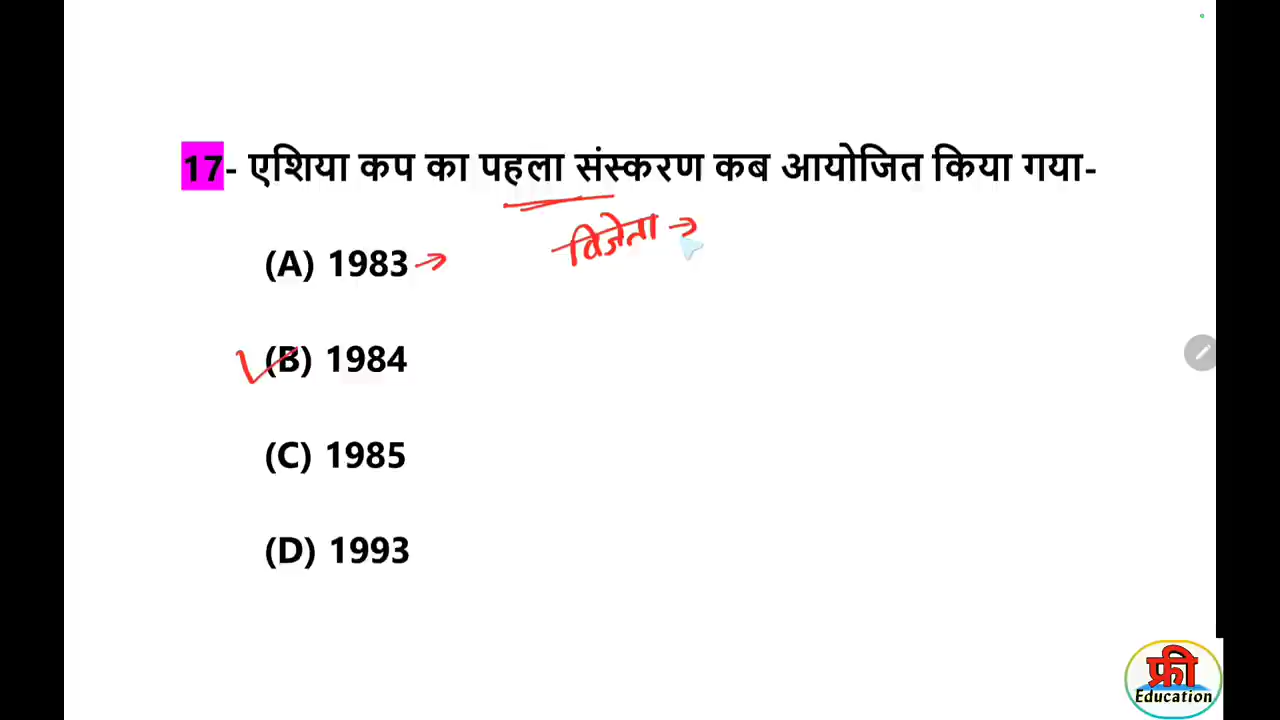 17- एशिया कप का पहला संस्करण कब आयोजित किया गया-
विजेता →
(A) 1983 →
(B) 1984
(C) 1985
(D) 1993
फ्री
Education